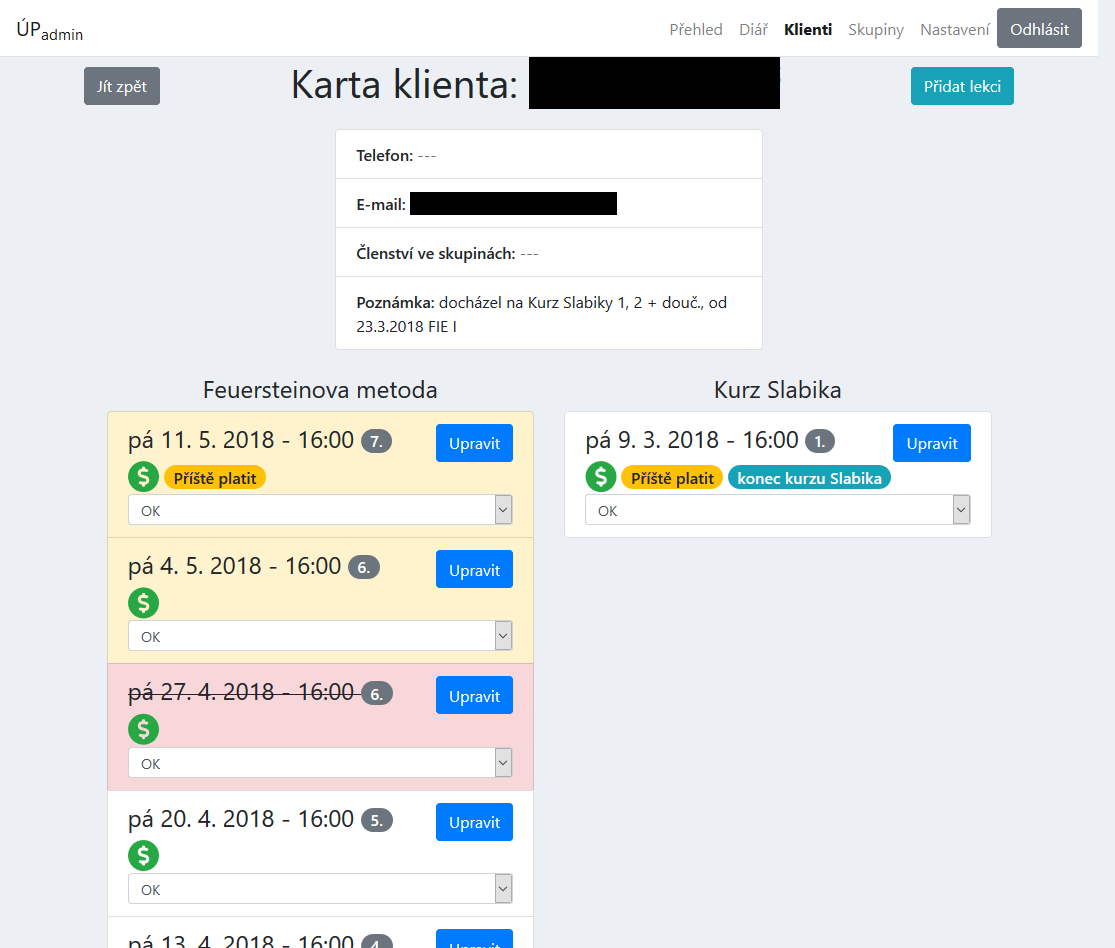 ÚPadmin
Přehled Diář Klienti Skupiny Nastavení Odhlásit
Jít zpět
Karta klienta:
Přidat lekci
Telefon: ---
E-mail:
Členství ve skupinách: ---
Poznámka: docházel na Kurz Slabiky 1, 2 + douč., od
23.3.2018 FIE I
Feuersteinova metoda
pá 11. 5. 2018 - 16:00 7. Upravit
$ Příště platit
OK
pá 4. 5. 2018 - 16:00 6. Upravit
$
OK
pá 27. 4. 2018 - 16:00 6. Upravit
$
OK
pá 20. 4. 2018 - 16:00 5. Upravit
$
OK
pá 13. 4. 2018 - 16:00 4. Upravit
Kurz Slabika
pá 9. 3. 2018 - 16:00 1. Upravit
$ Příště platit konec kurzu Slabika
OK